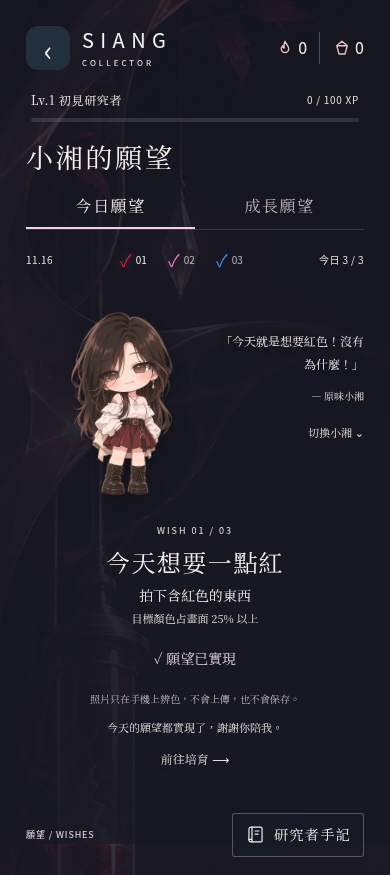 ‹
SIANG
COLLECTOR
0
0
Lv.1 初見研究者
0 / 100 XP
小湘的願望
今日願望
成長願望
11.16
✓ 01
✓ 02
✓ 03
今日 3 / 3
「今天就是想要紅色！沒有
為什麼！」
— 原味小湘
切換小湘 ⌄
WISH 01 / 03
今天想要一點紅
拍下含紅色的東西
目標顏色占畫面 25% 以上
✓ 願望已實現
照片只在手機上辨色，不會上傳，也不會保存。
今天的願望都實現了，謝謝你陪我。
前往培育 ⟶
願望 / WISHES
研究者手記